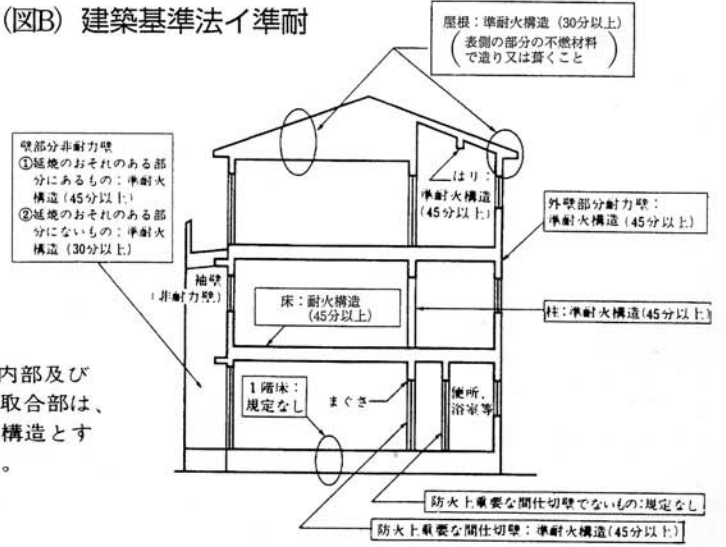 (図B) 建築基準法イ準耐
屋根：準耐火構造（30分以上）
（表側の部分の不燃材料
で造り又は葺くこと）
壁部分非耐力壁
①延焼のおそれのある部
分にあるもの：準耐火
構造（45分以上）
②延焼のおそれのある部
分にないもの：準耐火
構造（30分以上）
はり：
準耐火構造
（45分以上）
外壁部分耐力壁：
準耐火構造（45分以上）
袖壁
（非耐力壁）
床：耐火構造
（45分以上）
柱：準耐火構造（45分以上）
内部及び
取合部は、
構造とす
。
1階床：
規定なし
まぐさ
便所、
浴室等
防火上重要な間仕切壁でないもの：規定なし
防火上重要な間仕切壁：準耐火構造（45分以上）